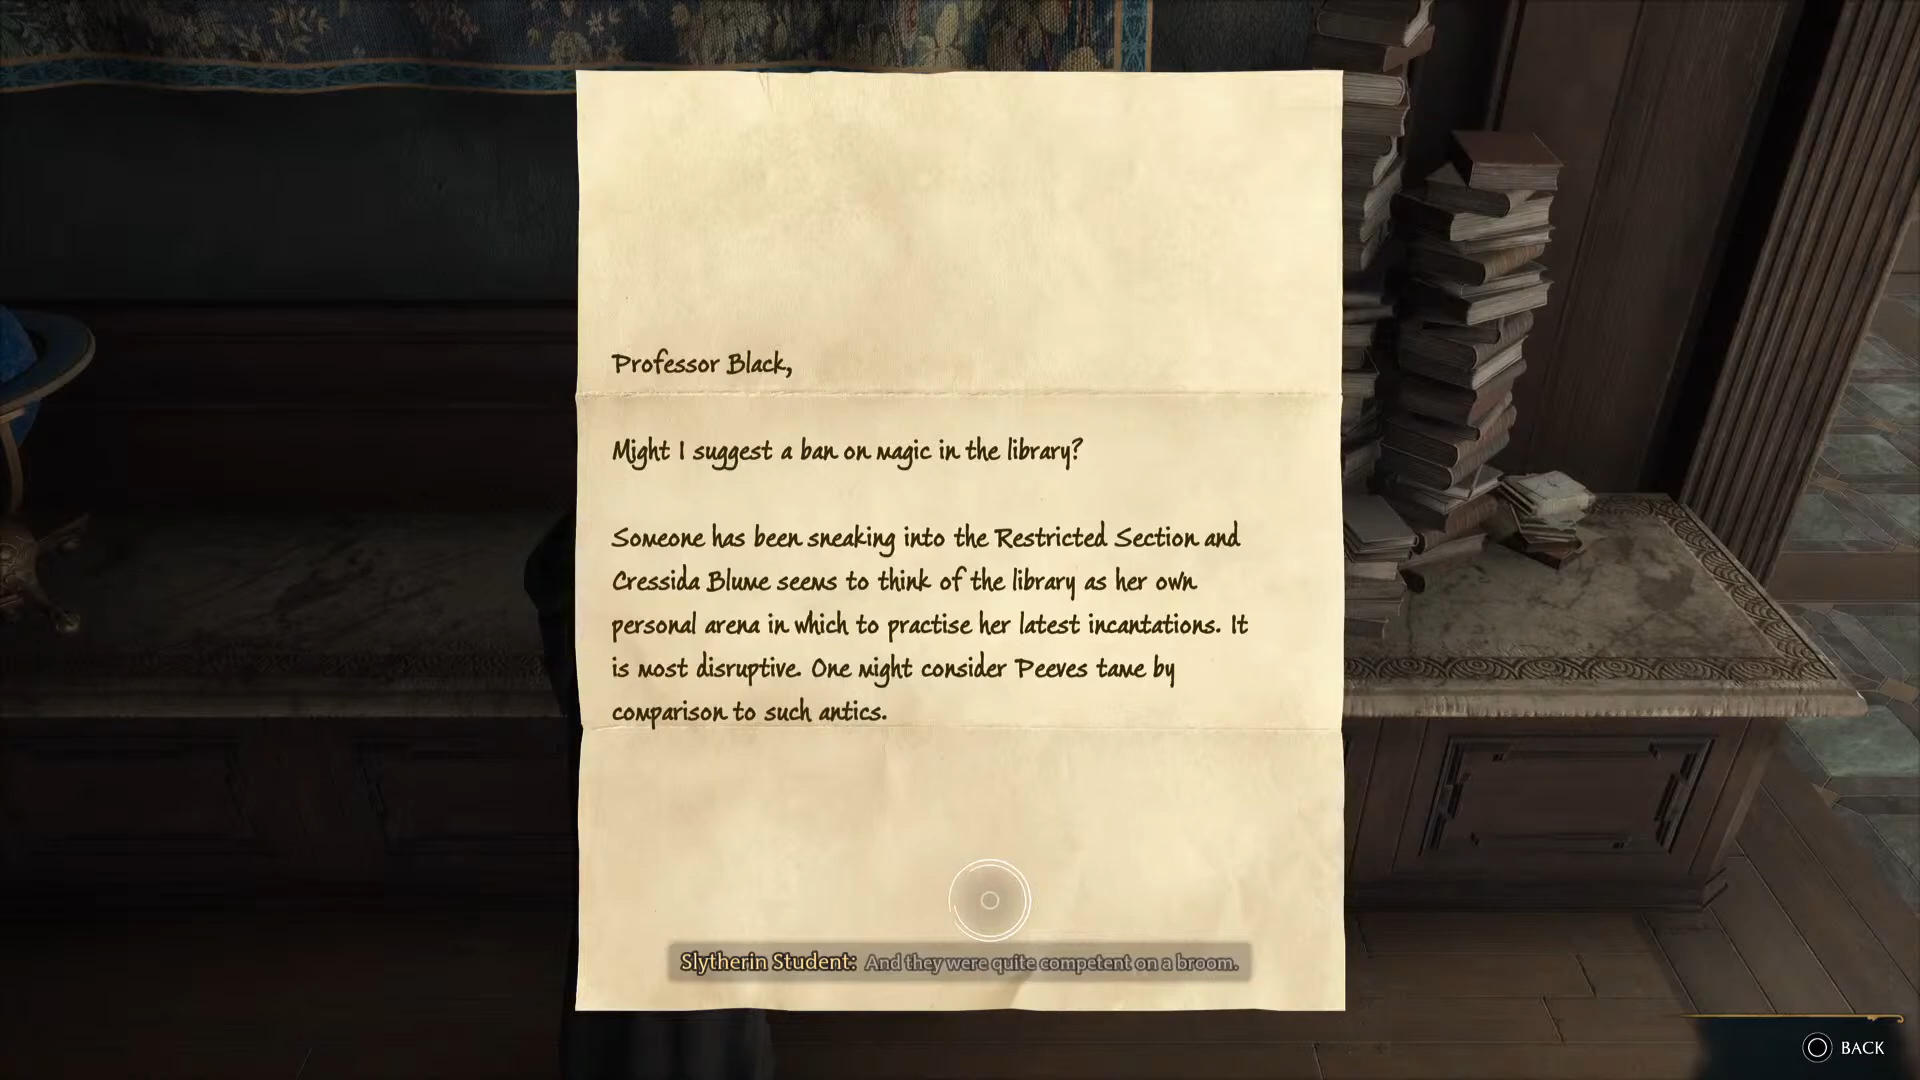 Professor Black,
Might I suggest a ban on magic in the library?
Someone has been sneaking into the Restricted Section and
Cressida Blume seems to think of the library as her own
personal arena in which to practise her latest incantations. It
is most disruptive. One might consider Peeves tame by
comparison to such antics.
Slytherin Student: And they were quite competent on a broom.
BACK